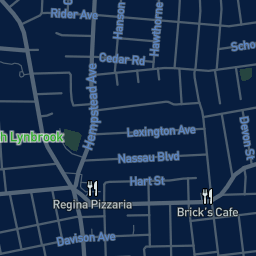 Rider Ave
Hanson
Hawthorne
Cedar Rd
Scho
Hempstead Ave
h Lynbrook
Lexington Ave
Devon St
Nassau Blvd
Hart St
Regina Pizzaria
Brick's Cafe
Davison Ave